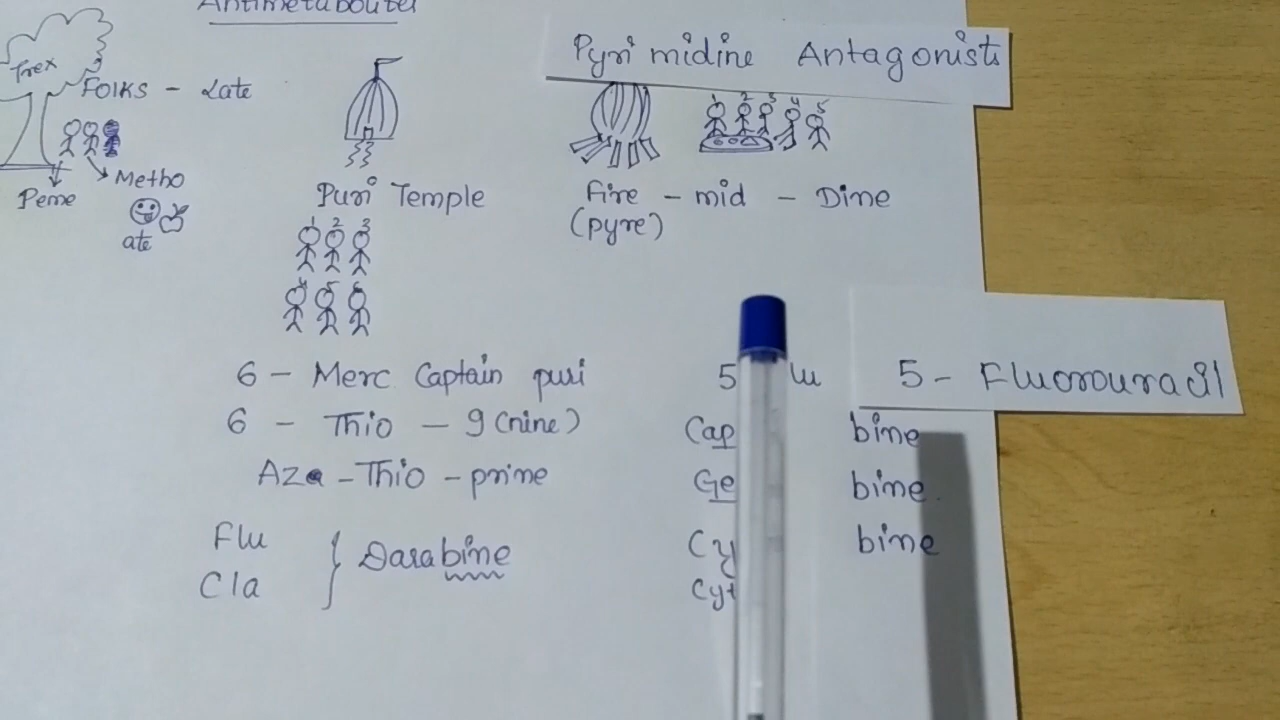 Antimetabolites
Trex
Folks - Late
Metho
Peme
ate
Puri Temple
1 2 3
4 5 6
6 - Merc Captain puri
6 - Thio - 9 (nine)
Aza - Thio - prine
Flu
Cla
Darabine
Pyrimidine Antagonists
1 2 3 4 5
Fire - mid - Dine
(pyre)
5 lu
5 - Fluorouracil
Cap bine
Ge bine
Cy bine
Cyt